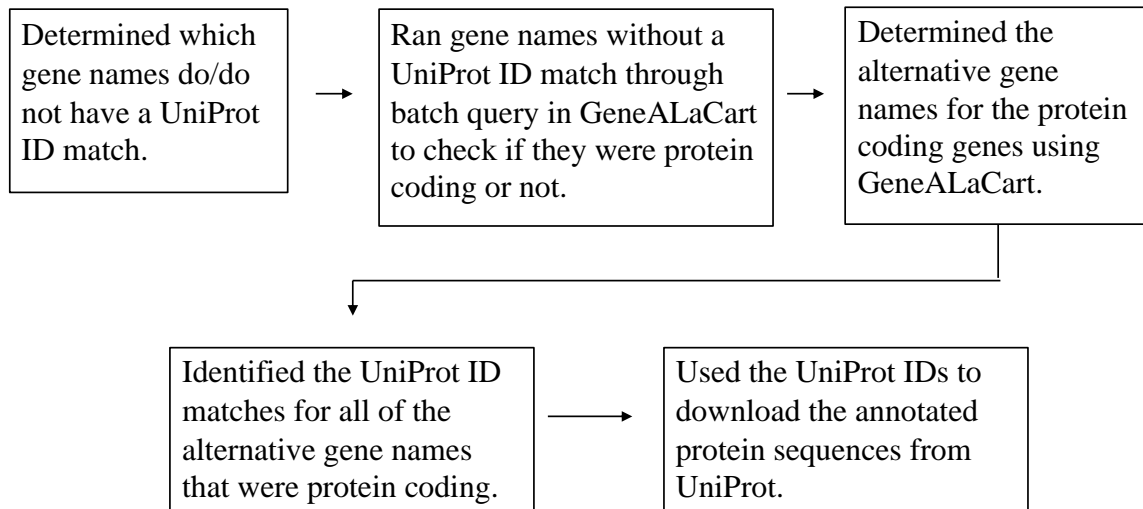 Determined which
gene names do/do
not have a UniProt
ID match.
Ran gene names without a
UniProt ID match through
batch query in GeneALaCart
to check if they were protein
coding or not.
Determined the
alternative gene
names for the protein
coding genes using
GeneALaCart.
Identified the UniProt ID
matches for all of the
alternative gene names
that were protein coding.
Used the UniProt IDs to
download the annotated
protein sequences from
UniProt.